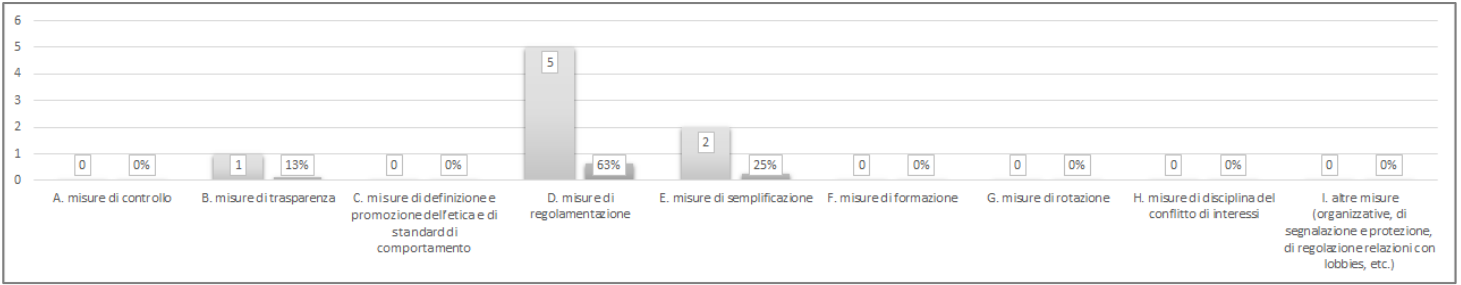 6
5
4
3
2
1
0
0 0% 1 13% 0 0% 5 63% 2 25% 0 0% 0 0% 0 0% 0 0%
A. misure di controllo
B. misure di trasparenza
C. misure di definizione e
promozione dell'etica e di
standard di
comportamento
D. misure di
regolamentazione
E. misure di semplificazione
F. misure di formazione
G. misure di rotazione
H. misure di disciplina del
conflitto di interessi
I. altre misure
(organizzative, di
segnalazione e protezione,
di regolazione relazioni con
lobbies, etc.)